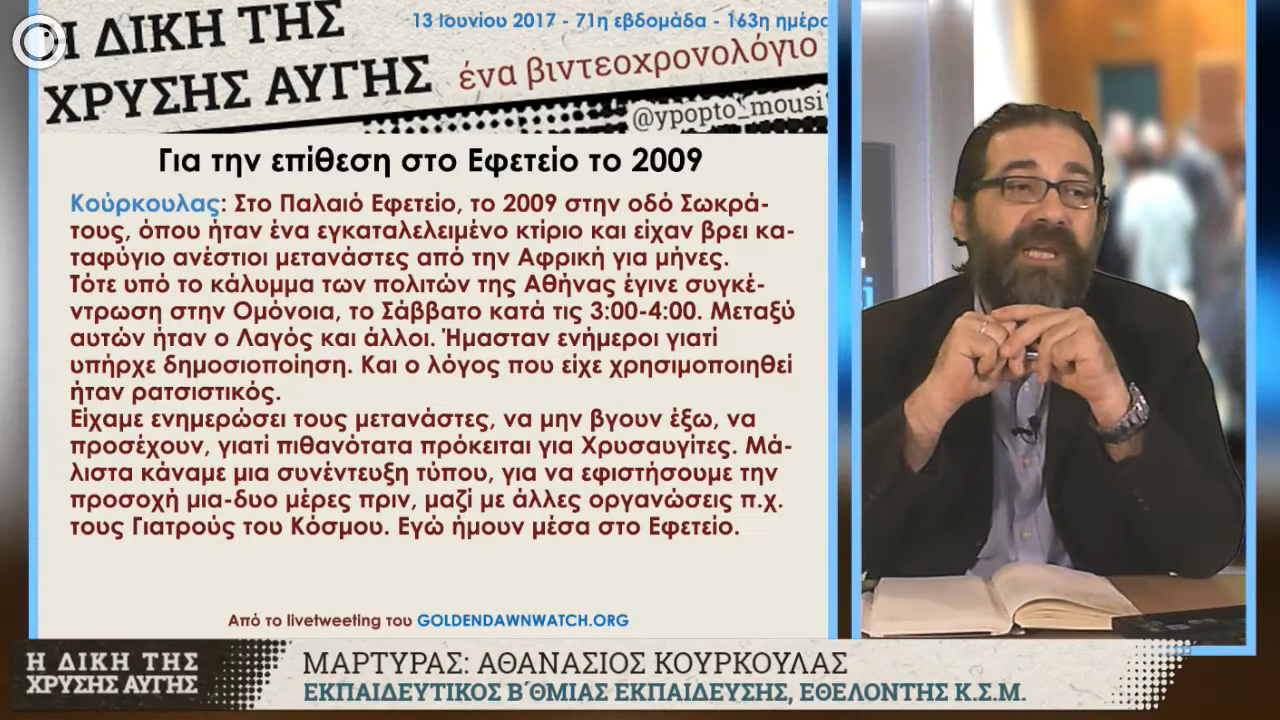 Η ΔΙΚΗ ΤΗΣ
ΧΡΥΣΗΣ ΑΥΓΗΣ
13 Ιουνίου 2017 - 71η εβδομάδα - 163η ημέρα
ένα βιντεοχρονολόγιο
@ypopto_mousi
Για την επίθεση στο Εφετείο το 2009
Κούρκουλας: Στο Παλαιό Εφετείο, το 2009 στην οδό Σωκρά-
τους, όπου ήταν ένα εγκαταλελειμένο κτίριο και είχαν βρει κα-
ταφύγιο ανέστιοι μετανάστες από την Αφρική για μήνες.
Τότε υπό το κάλυμμα των πολιτών της Αθήνας έγινε συγκέ-
ντρωση στην Ομόνοια, το Σάββατο κατά τις 3:00-4:00. Μεταξύ
αυτών ήταν ο Λαγός και άλλοι. Ήμασταν ενήμεροι γιατί
υπήρχε δημοσιοποίηση. Και ο λόγος που είχε χρησιμοποιηθεί
ήταν ρατσιστικός.
Είχαμε ενημερώσει τους μετανάστες, να μην βγουν έξω, να
προσέχουν, γιατί πιθανότατα πρόκειται για Χρυσαυγίτες. Μά-
λιστα κάναμε μια συνέντευξη τύπου, για να εφιστήσουμε την
προσοχή μια-δυο μέρες πριν, μαζί με άλλες οργανώσεις π.χ.
τους Γιατρούς του Κόσμου. Εγώ ήμουν μέσα στο Εφετείο.
Από το livetweeting του GOLDENDAWNWATCH.ORG
Η ΔΙΚΗ ΤΗΣ
ΧΡΥΣΗΣ ΑΥΓΗΣ
ΜΑΡΤΥΡΑΣ: ΑΘΑΝΑΣΙΟΣ ΚΟΥΡΚΟΥΛΑΣ
ΕΚΠΑΙΔΕΥΤΙΚΟΣ Β΄ΘΜΙΑΣ ΕΚΠΑΙΔΕΥΣΗΣ, ΕΘΕΛΟΝΤΗΣ Κ.Σ.Μ.